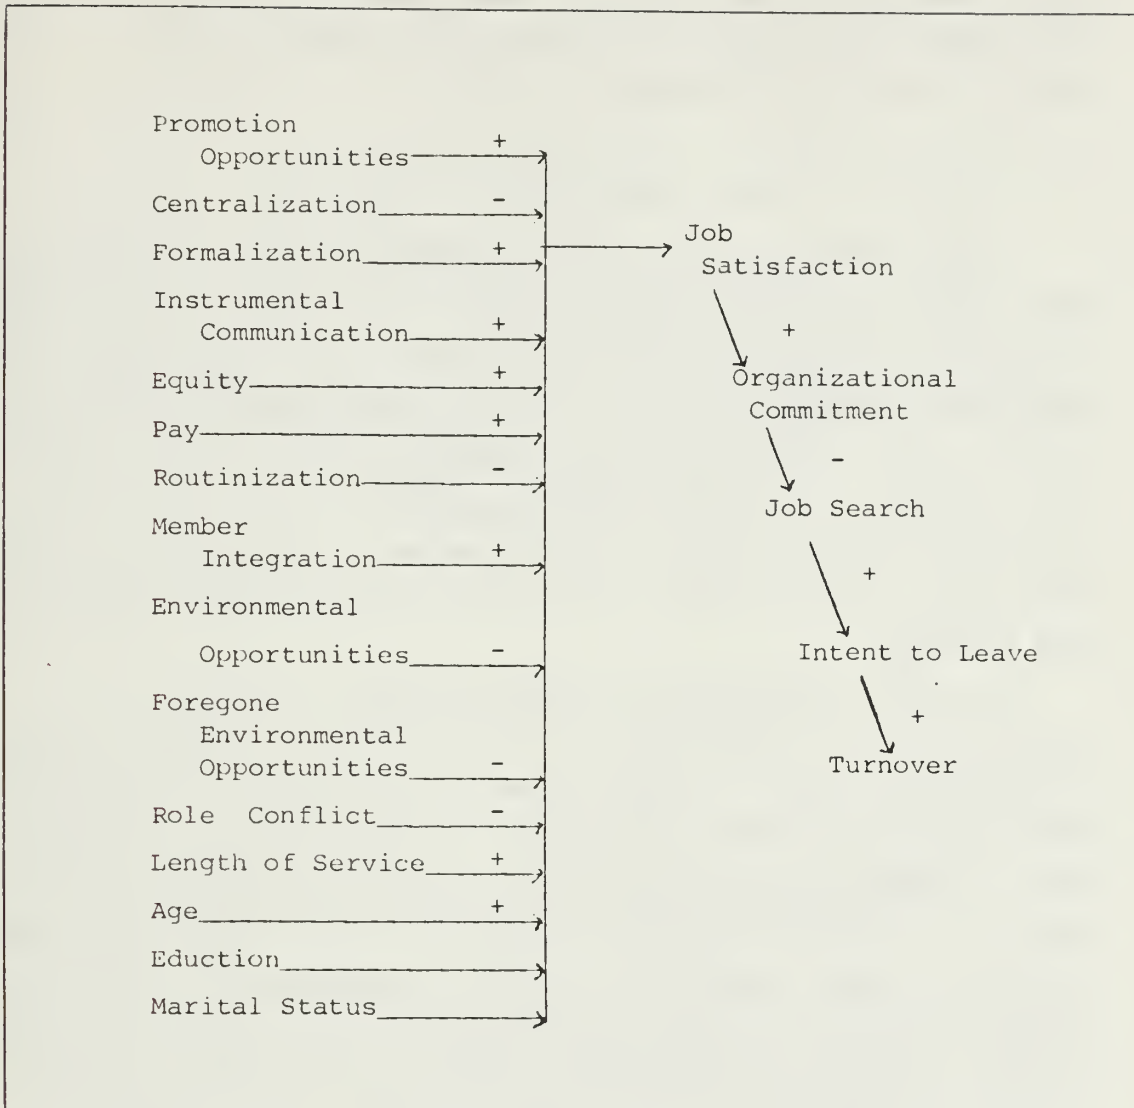 Promotion
Opportunities +
Centralization -
Formalization +
Instrumental
Communication +
Equity +
Pay +
Routinization -
Member
Integration +
Environmental
Opportunities -
Foregone
Environmental
Opportunities -
Role Conflict -
Length of Service +
Age +
Eduction
Marital Status
Job
Satisfaction
+
Organizational
Commitment
-
Job Search
+
Intent to Leave
+
Turnover